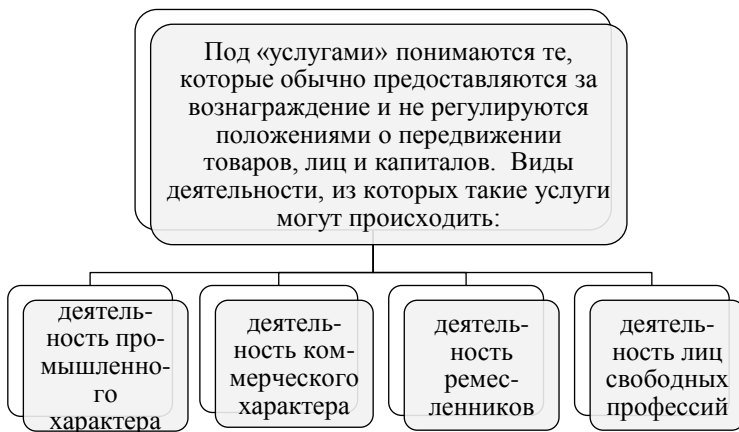 Под «услугами» понимаются те,
которые обычно предоставляются за
вознаграждение и не регулируются
положениями о передвижении
товаров, лиц и капиталов. Виды
деятельности, из которых такие услуги
могут происходить:
деятель-
ность про-
мышленно-
го
характера
деятель-
ность ком-
мерческого
характера
деятель-
ность
ремес-
ленников
деятель-
ность лиц
свободных
профессий